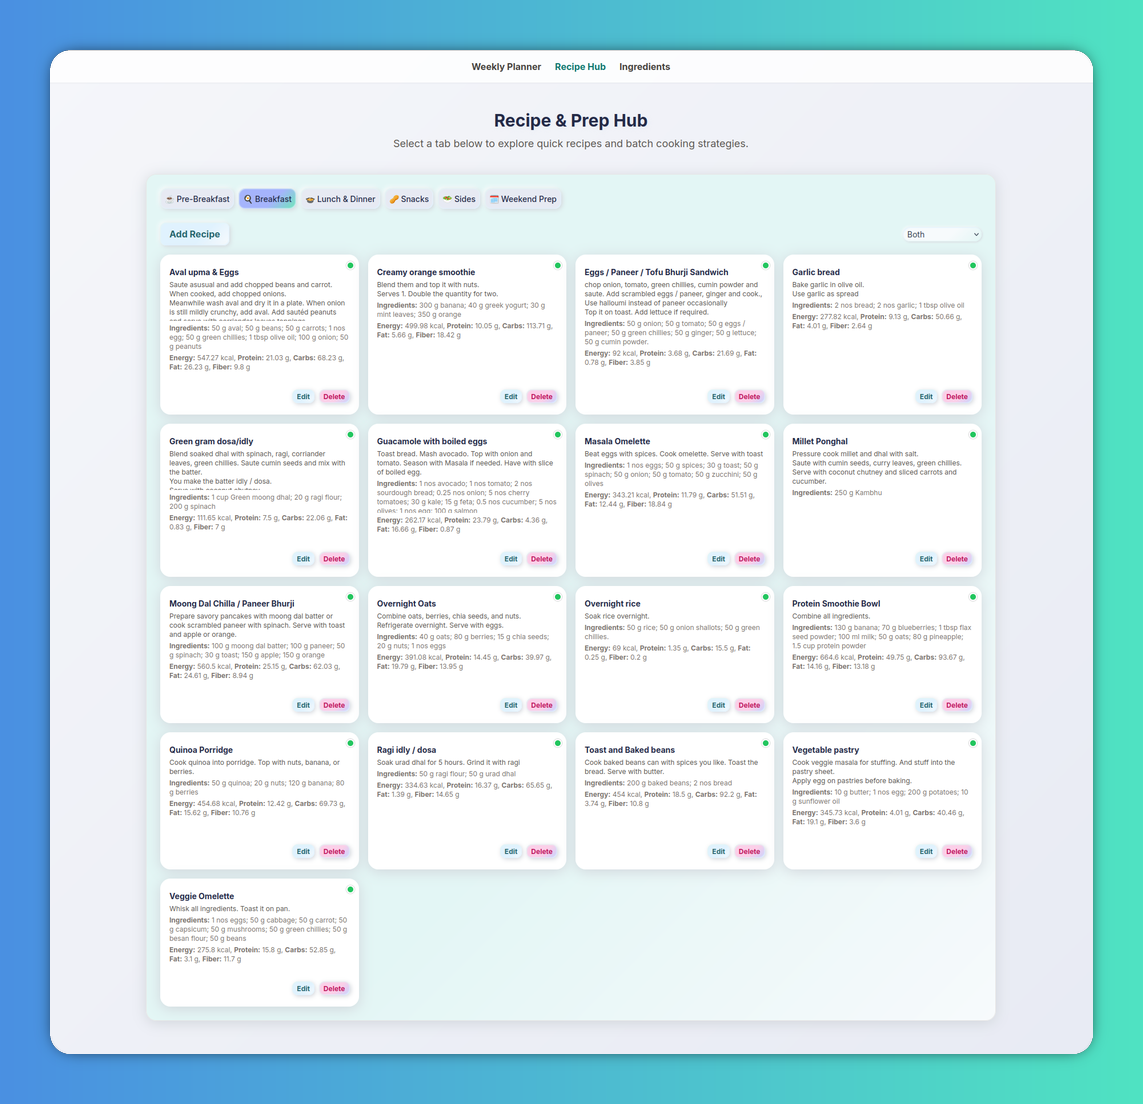 Weekly Planner
Recipe Hub
Ingredients
Recipe & Prep Hub
Select a tab below to explore quick recipes and batch cooking strategies.
☕ Pre-Breakfast
🍳 Breakfast
🍲 Lunch & Dinner
🥜 Snacks
🥗 Sides
🗓️ Weekend Prep
Add Recipe
Both
Aval upma & Eggs
Saute asusual and add chopped beans and carrot.
When cooked, add chopped onions.
Meanwhile wash aval and dry it in a plate. When onion
is still mildly crunchy, add aval. Add sautéd peanuts
Ingredients: 50 g aval; 50 g beans; 50 g carrots; 1 nos
egg; 50 g green chillies; 1 tbsp olive oil; 100 g onion; 50
g peanuts
Energy: 547.27 kcal, Protein: 21.03 g, Carbs: 68.23 g,
Fat: 26.23 g, Fiber: 9.8 g
Edit
Delete
Creamy orange smoothie
Blend them and top it with nuts.
Serves 1. Double the quantity for two.
Ingredients: 300 g banana; 40 g greek yogurt; 30 g
mint leaves; 350 g orange
Energy: 499.98 kcal, Protein: 10.05 g, Carbs: 113.71 g,
Fat: 5.66 g, Fiber: 18.42 g
Edit
Delete
Eggs / Paneer / Tofu Bhurji Sandwich
chop onion, tomato, green chillies, cumin powder and
saute. Add scrambled eggs / paneer, ginger and cook.,
Use halloumi instead of paneer occasionally
Top it on toast. Add lettuce if required.
Ingredients: 50 g onion; 50 g tomato; 50 g eggs /
paneer; 50 g green chillies; 50 g ginger; 50 g lettuce;
50 g cumin powder.
Energy: 92 kcal, Protein: 3.68 g, Carbs: 21.69 g, Fat:
0.78 g, Fiber: 3.85 g
Edit
Delete
Garlic bread
Bake garlic in olive oil.
Use garlic as spread
Ingredients: 2 nos bread; 2 nos garlic; 1 tbsp olive oil
Energy: 277.82 kcal, Protein: 9.13 g, Carbs: 50.66 g,
Fat: 4.01 g, Fiber: 2.64 g
Edit
Delete
Green gram dosa/idly
Blend soaked dhal with spinach, ragi, corriander
leaves, green chillies. Saute cumin seeds and mix with
the batter.
You make the batter idly / dosa.
Ingredients: 1 cup Green moong dhal; 20 g ragi flour;
200 g spinach
Energy: 111.65 kcal, Protein: 7.5 g, Carbs: 22.06 g, Fat:
0.83 g, Fiber: 7 g
Edit
Delete
Guacamole with boiled eggs
Toast bread. Mash avocado. Top with onion and
tomato. Season with Masala if needed. Have with slice
of boiled egg.
Ingredients: 1 nos avocado; 1 nos tomato; 2 nos
sourdough bread; 0.25 nos onion; 5 nos cherry
tomatoes; 30 g kale; 15 g feta; 0.5 nos cucumber; 5 nos
olives; 1 nos egg; 100 g salmon
Energy: 262.17 kcal, Protein: 23.79 g, Carbs: 4.36 g,
Fat: 16.66 g, Fiber: 0.87 g
Edit
Delete
Masala Omelette
Beat eggs with spices. Cook omelette. Serve with toast
Ingredients: 1 nos eggs; 50 g spices; 30 g toast; 50 g
spinach; 50 g onion; 50 g tomato; 50 g zucchini; 50 g
olives
Energy: 343.21 kcal, Protein: 11.79 g, Carbs: 51.51 g,
Fat: 12.44 g, Fiber: 18.84 g
Edit
Delete
Millet Ponghal
Pressure cook millet and dhal with salt.
Saute with cumin seeds, curry leaves, green chillies.
Serve with coconut chutney and sliced carrots and
cucumber.
Ingredients: 250 g Kambhu
Edit
Delete
Moong Dal Chilla / Paneer Bhurji
Prepare savory pancakes with moong dal batter or
cook scrambled paneer with spinach. Serve with toast
and apple or orange.
Ingredients: 100 g moong dal batter; 100 g paneer; 50
g spinach; 30 g toast; 150 g apple; 150 g orange
Energy: 560.5 kcal, Protein: 25.15 g, Carbs: 62.03 g,
Fat: 24.61 g, Fiber: 8.94 g
Edit
Delete
Overnight Oats
Combine oats, berries, chia seeds, and nuts.
Refrigerate overnight. Serve with eggs.
Ingredients: 40 g oats; 80 g berries; 15 g chia seeds;
20 g nuts; 1 nos eggs
Energy: 391.08 kcal, Protein: 14.45 g, Carbs: 39.97 g,
Fat: 19.79 g, Fiber: 13.95 g
Edit
Delete
Overnight rice
Soak rice overnight.
Ingredients: 50 g rice; 50 g onion shallots; 50 g green
chillies.
Energy: 69 kcal, Protein: 1.35 g, Carbs: 15.5 g, Fat:
0.25 g, Fiber: 0.2 g
Edit
Delete
Protein Smoothie Bowl
Combine all ingredients.
Ingredients: 130 g banana; 70 g blueberries; 1 tbsp flax
seed powder; 100 ml milk; 50 g oats; 80 g pineapple;
1.5 cup protein powder
Energy: 664.6 kcal, Protein: 49.75 g, Carbs: 93.67 g,
Fat: 14.16 g, Fiber: 13.18 g
Edit
Delete
Quinoa Porridge
Cook quinoa into porridge. Top with nuts, banana, or
berries.
Ingredients: 50 g quinoa; 20 g nuts; 120 g banana; 80
g berries
Energy: 454.68 kcal, Protein: 12.42 g, Carbs: 69.73 g,
Fat: 15.62 g, Fiber: 10.76 g
Edit
Delete
Ragi idly / dosa
Soak urad dhal for 5 hours. Grind it with ragi
Ingredients: 50 g ragi flour; 50 g urad dhal
Energy: 334.63 kcal, Protein: 16.37 g, Carbs: 65.65 g,
Fat: 1.39 g, Fiber: 14.65 g
Edit
Delete
Toast and Baked beans
Cook baked beans can with spices you like. Toast the
bread. Serve with butter.
Ingredients: 200 g baked beans; 2 nos bread
Energy: 454 kcal, Protein: 18.5 g, Carbs: 92.2 g, Fat:
3.74 g, Fiber: 10.8 g
Edit
Delete
Vegetable pastry
Cook veggie masala for stuffing. And stuff into the
pastry sheet.
Apply egg on pastries before baking.
Ingredients: 10 g butter; 1 nos egg; 200 g potatoes; 10
g sunflower oil
Energy: 345.73 kcal, Protein: 4.01 g, Carbs: 40.46 g,
Fat: 19.1 g, Fiber: 3.6 g
Edit
Delete
Veggie Omelette
Whisk all ingredients. Toast it on pan.
Ingredients: 1 nos eggs; 50 g cabbage; 50 g carrot; 50
g capsicum; 50 g mushrooms; 50 g green chillies; 50 g
besan flour; 50 g beans
Energy: 275.8 kcal, Protein: 15.8 g, Carbs: 52.85 g,
Fat: 3.1 g, Fiber: 11.7 g
Edit
Delete